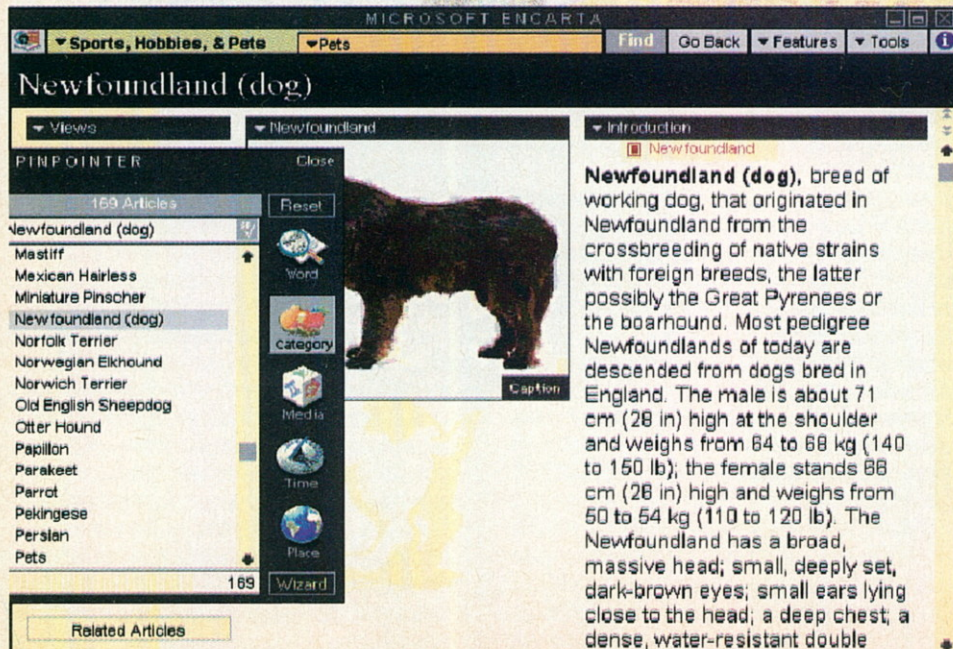 MICROSOFT ENCARTA
Sports, Hobbies, & Pets
Pets
Find
Go Back
Features
Tools
Newfoundland (dog)
Views
Newfoundland
Introduction
PINPOINTER
Close
169 Articles
Reset
Newfoundland (dog)
Mastiff
Mexican Hairless
Miniature Pinscher
Newfoundland (dog)
Norfolk Terrier
Norwegian Elkhound
Norwich Terrier
Old English Sheepdog
Otter Hound
Papillon
Parakeet
Parrot
Pekingese
Persian
Pets
169
Word
Category
Media
Time
Place
Wizard
Related Articles
Caption
Newfoundland
Newfoundland (dog), breed of
working dog, that originated in
Newfoundland from the
crossbreeding of native strains
with foreign breeds, the latter
possibly the Great Pyrenees or
the boarhound. Most pedigree
Newfoundlands of today are
descended from dogs bred in
England. The male is about 71
cm (28 in) high at the shoulder
and weighs from 64 to 68 kg (140
to 150 lb); the female stands 66
cm (26 in) high and weighs from
50 to 54 kg (110 to 120 lb). The
Newfoundland has a broad,
massive head; small, deeply set,
dark-brown eyes; small ears lying
close to the head; a deep chest; a
dense, water-resistant double